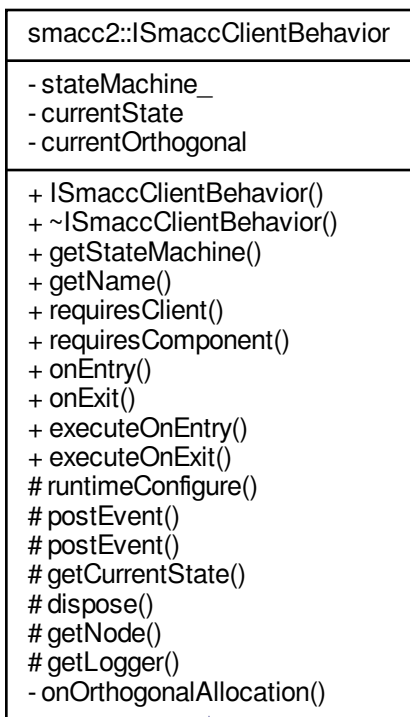 smacc2::ISmaccClientBehavior
- stateMachine_
- currentState
- currentOrthogonal
+ ISmaccClientBehavior()
+ ~ISmaccClientBehavior()
+ getStateMachine()
+ getName()
+ requiresClient()
+ requiresComponent()
+ onEntry()
+ onExit()
+ executeOnEntry()
+ executeOnExit()
# runtimeConfigure()
# postEvent()
# postEvent()
# getCurrentState()
# dispose()
# getNode()
# getLogger()
- onOrthogonalAllocation()